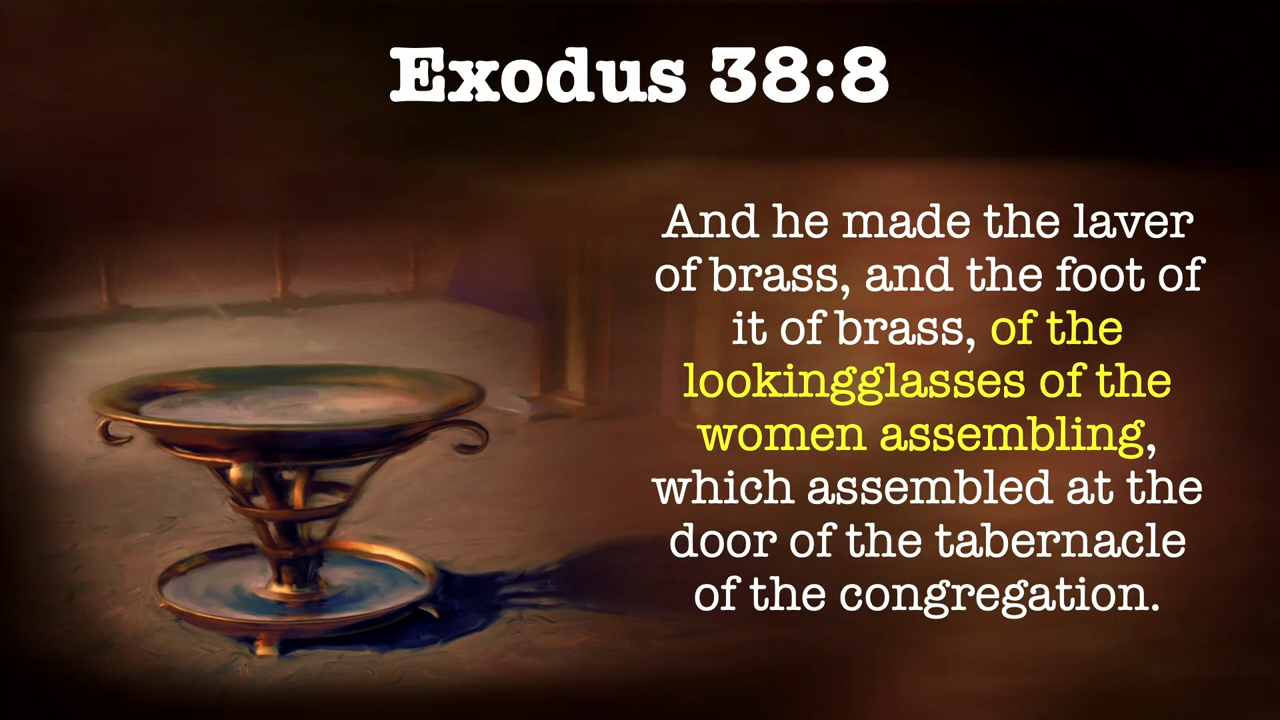 Exodus 38:8
And he made the laver
of brass, and the foot of
it of brass, of the
lookingglasses of the
women assembling,
which assembled at the
door of the tabernacle
of the congregation.